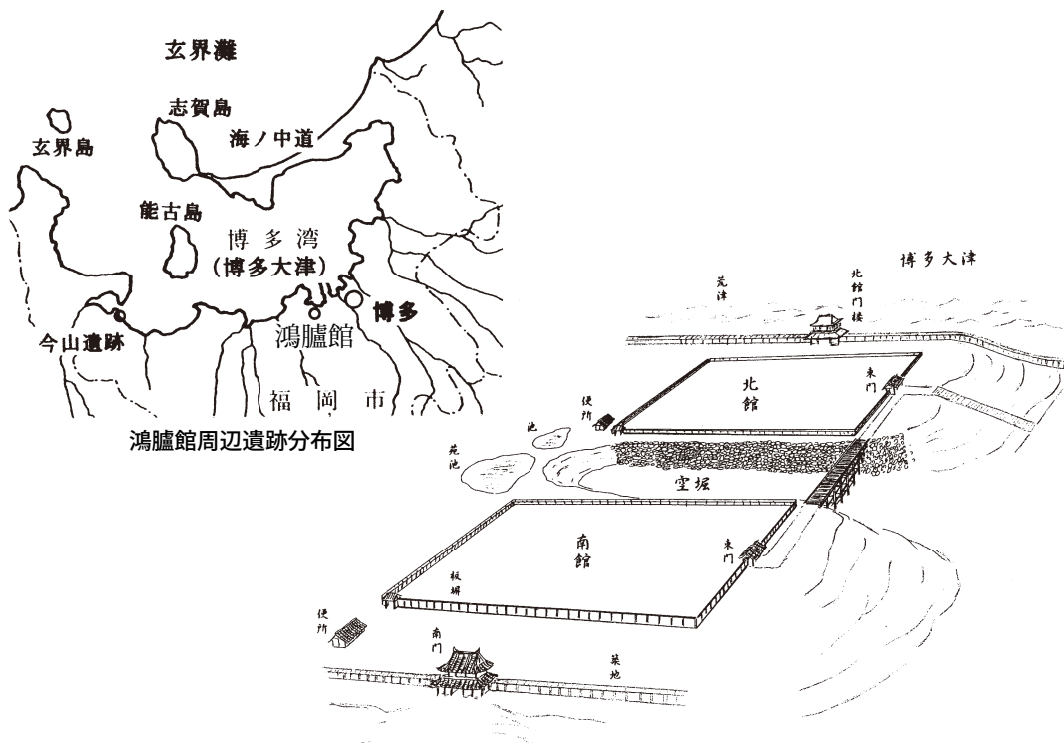 玄界灘
志賀島
海ノ中道
玄界島
能古島
博多湾
(博多大津)
博多
今山遺跡
鴻臚館
福岡市
鴻臚館周辺遺跡分布図
博多大津
荒津
北館門楼
北館
東門
便所
池
苑池
空堀
南館
東門
板塀
便所
南門
築地